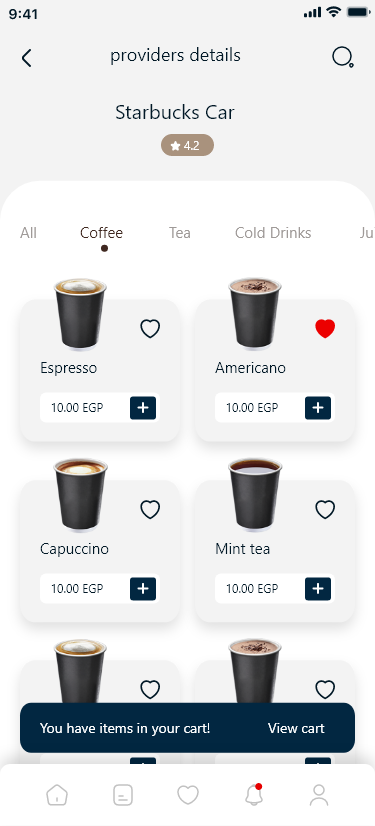 9:41
providers details
Starbucks Car
4.2
All Coffee Tea Cold Drinks Ju
Espresso Americano
10.00 EGP + 10.00 EGP +
Capuccino Mint tea
10.00 EGP + 10.00 EGP +
You have items in your cart! View cart